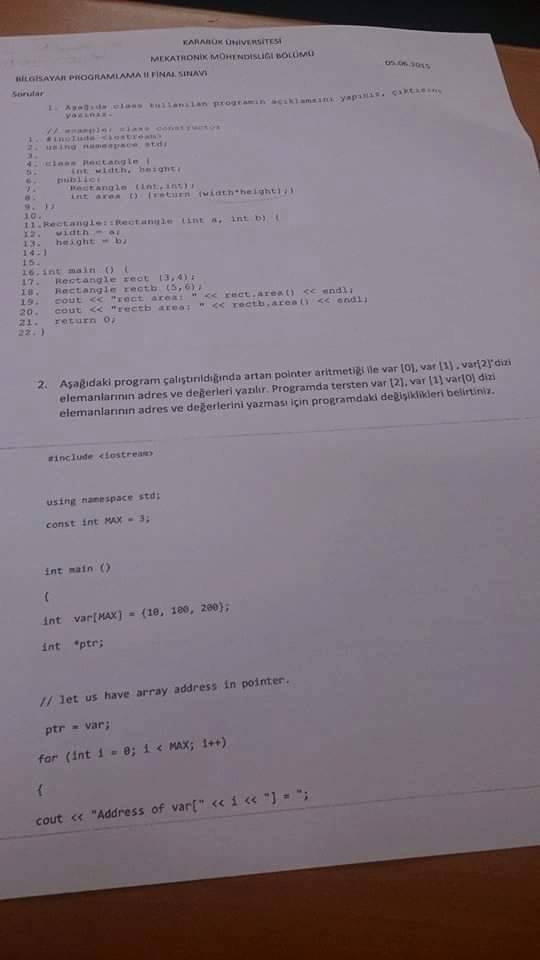 KARABÜK ÜNİVERSİTESİ
MEKATRONİK MÜHENDİSLİĞİ BÖLÜMÜ
05.06.2015
BİLGİSAYAR PROGRAMLAMA II FİNAL SINAVI
Sorular
1. Aşağıda class kullanılan programın açıklamasını yapınız, çıktısını
yazınız.
// example: class constructor
1. #include <iostream>
2. using namespace std;
3.
4. class Rectangle {
5. int width, height;
6. public:
7. Rectangle (int,int);
8. int area () {return (width*height);}
9. };
10.
11.Rectangle::Rectangle (int a, int b) {
12. width = a;
13. height = b;
14.}
15.
16.int main () {
17. Rectangle rect (3,4);
18. Rectangle rectb (5,6);
19. cout << "rect area: " << rect.area() << endl;
20. cout << "rectb area: " << rectb.area() << endl;
21. return 0;
22.}
2. Aşağıdaki program çalıştırıldığında artan pointer aritmetiği ile var [0], var [1] , var[2]'dizi
elemanlarının adres ve değerleri yazılır. Programda tersten var [2], var [1] var[0] dizi
elemanlarının adres ve değerlerini yazması için programdaki değişiklikleri belirtiniz.
#include <iostream>
using namespace std;
const int MAX = 3;
int main ()
{
int var[MAX] = {10, 100, 200};
int *ptr;
// let us have array address in pointer.
ptr = var;
for (int i = 0; i < MAX; i++)
{
cout << "Address of var[" << i << "] = ";